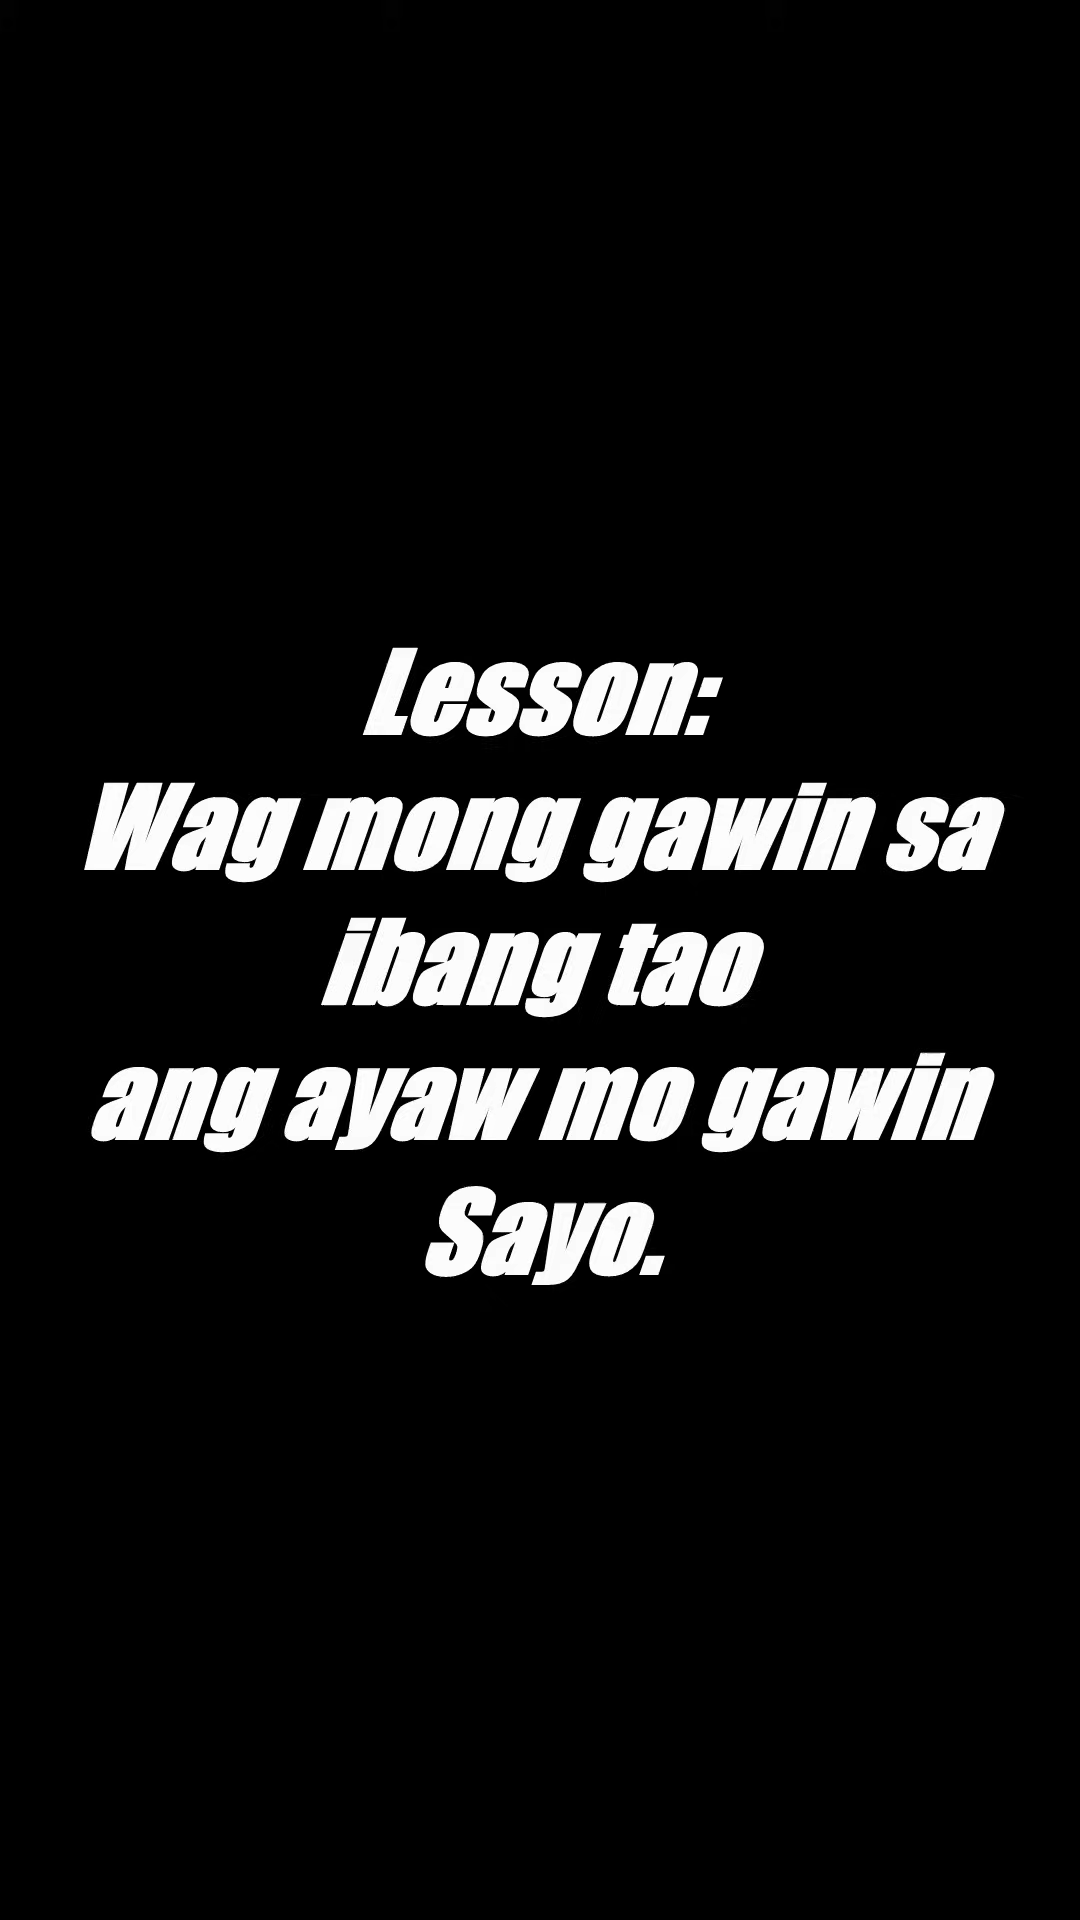 Lesson:
Wag mong gawin sa
ibang tao
ang ayaw mo gawin
Sayo.